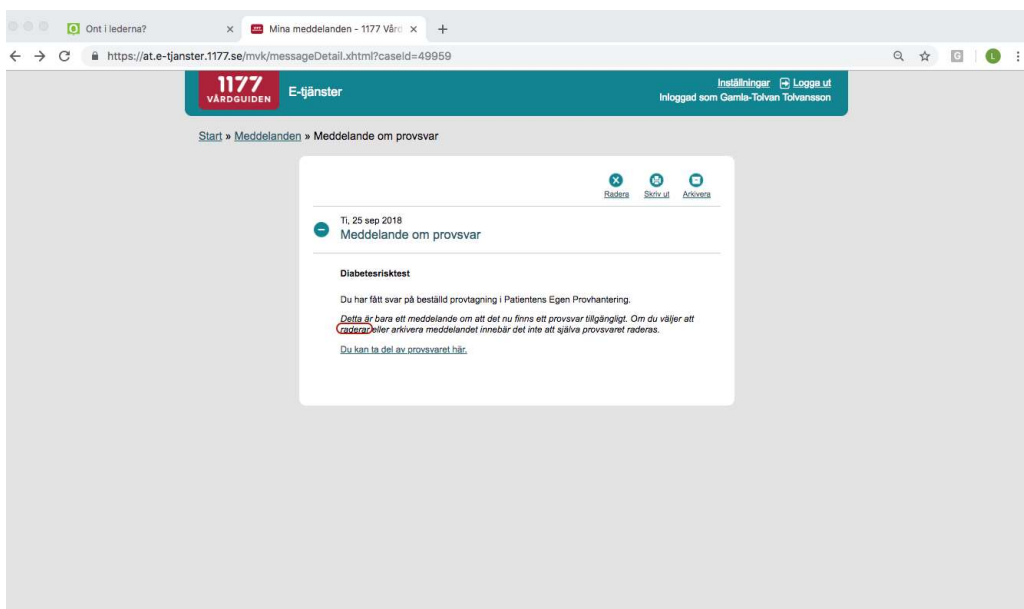 Ont i lederna?
Mina meddelanden - 1177 Vård
https://at.e-tjanster.1177.se/mvk/messageDetail.xhtml?caseId=49959
G
L
1177
VÅRDGUIDEN
E-tjänster
Inställningar Logga ut
Inloggad som Gamla-Tolvan Tolvansson
Start » Meddelanden » Meddelande om provsvar
Radera Skriv ut Arkivera
Ti, 25 sep 2018
Meddelande om provsvar
Diabetesrisktest
Du har fått svar på beställd provtagning i Patientens Egen Provhantering.
Detta är bara ett meddelande om att det nu finns ett provsvar tillgängligt. Om du väljer att
raderar eller arkivera meddelandet innebär det inte att själva provsvaret raderas.
Du kan ta del av provsvaret här.